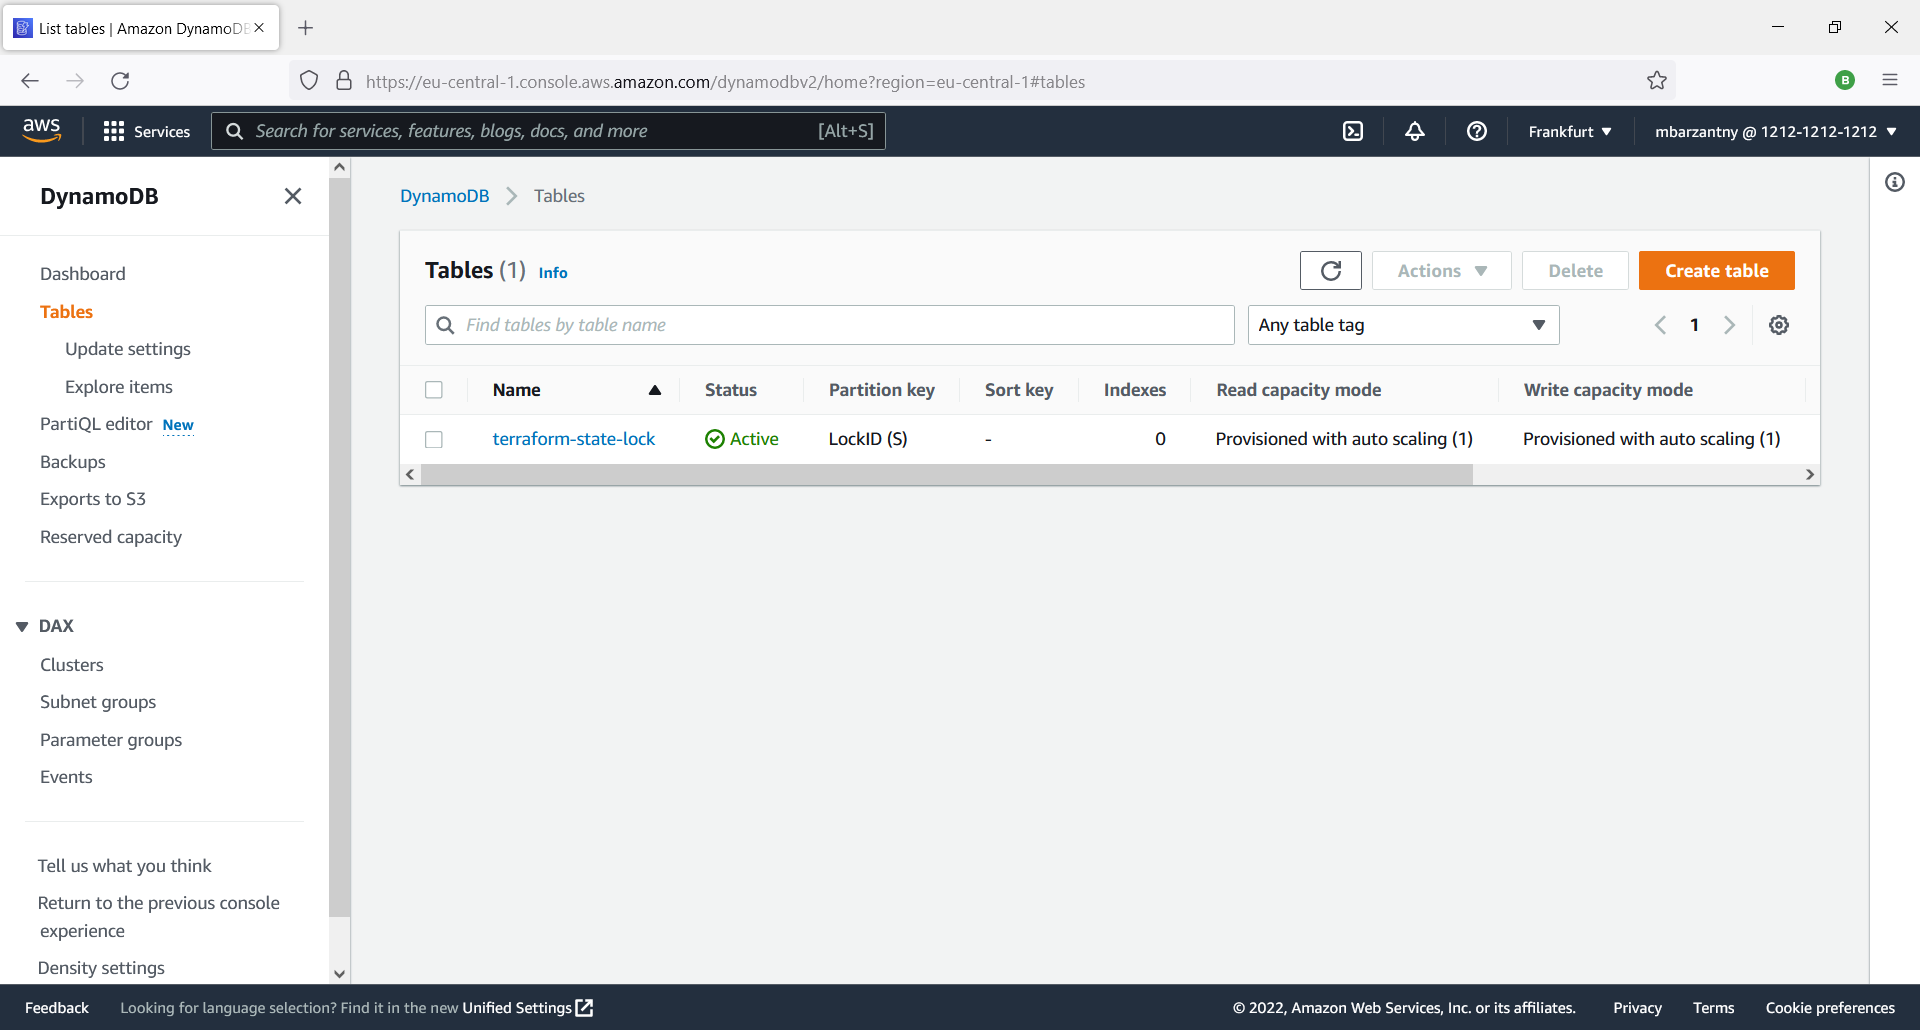 List tables | Amazon DynamoDB
https://eu-central-1.console.aws.amazon.com/dynamodbv2/home?region=eu-central-1#tables
B
aws
Services
Search for services, features, blogs, docs, and more
[Alt+S]
Frankfurt
mbarzantny @ 1212-1212-1212
DynamoDB
Dashboard
Tables
Update settings
Explore items
PartiQL editor New
Backups
Exports to S3
Reserved capacity
DAX
Clusters
Subnet groups
Parameter groups
Events
Tell us what you think
Return to the previous console
experience
Density settings
DynamoDB > Tables
Tables (1) Info
Actions
Delete
Create table
Find tables by table name
Any table tag
1
Name Status Partition key Sort key Indexes Read capacity mode Write capacity mode
terraform-state-lock Active LockID (S) - 0 Provisioned with auto scaling (1) Provisioned with auto scaling (1)
Feedback
Looking for language selection? Find it in the new Unified Settings
© 2022, Amazon Web Services, Inc. or its affiliates.
Privacy
Terms
Cookie preferences